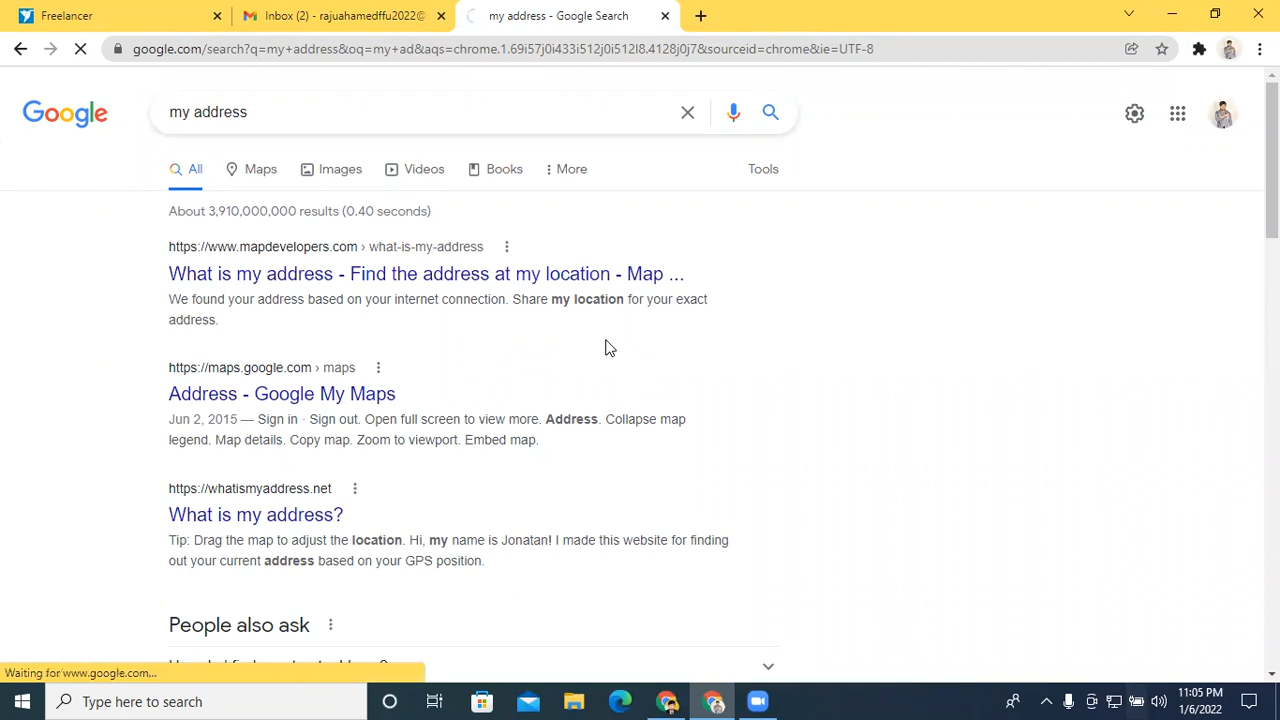 Freelancer
Inbox (2) - rajuahamedffu2022@
my address - Google Search
google.com/search?q=my+address&oq=my+ad&aqs=chrome.1.69i57j0i433i512j0i512l8.4128j0j7&sourceid=chrome&ie=UTF-8
Google
my address
All
Maps
Images
Videos
Books
More
Tools
About 3,910,000,000 results (0.40 seconds)
https://www.mapdevelopers.com › what-is-my-address
What is my address - Find the address at my location - Map ...
We found your address based on your internet connection. Share my location for your exact
address.
https://maps.google.com › maps
Address - Google My Maps
Jun 2, 2015 — Sign in · Sign out. Open full screen to view more. Address. Collapse map
legend. Map details. Copy map. Zoom to viewport. Embed map.
https://whatismyaddress.net
What is my address?
Tip: Drag the map to adjust the location. Hi, my name is Jonatan! I made this website for finding
out your current address based on your GPS position.
People also ask
Waiting for www.google.com...
Type here to search
11:05 PM
1/6/2022